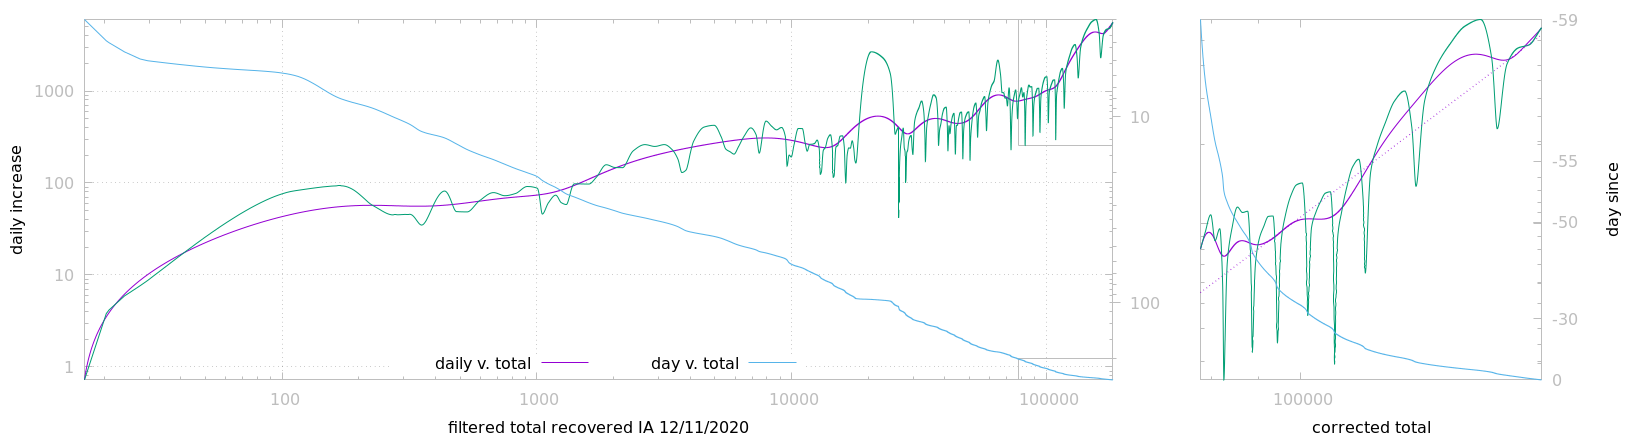 daily increase
1000
100
10
1
daily v. total
day v. total
100
1000
10000
100000
filtered total recovered IA 12/11/2020
10
100
100000
corrected total
-59
-55
-50
-30
0
day since